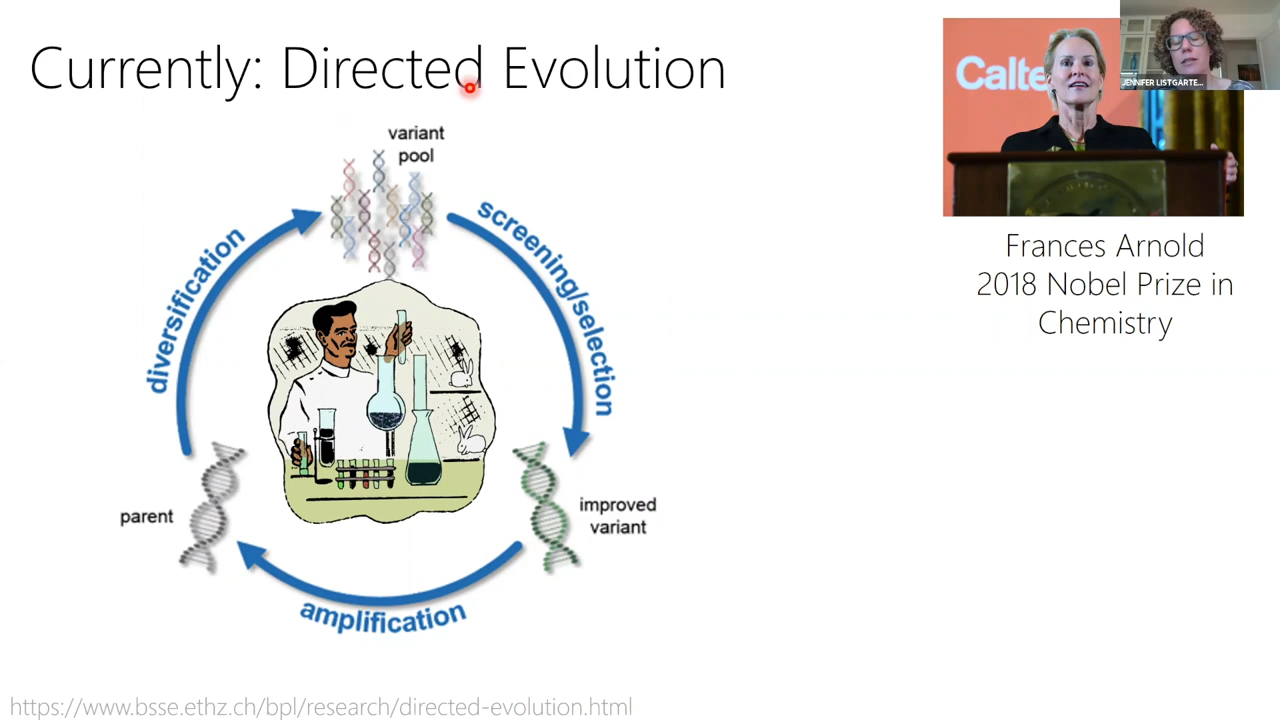 Currently: Directed Evolution
Calte
JENNIFER LISTGARTE...
variant
pool
screening/selection
diversification
parent
improved
variant
amplification
Frances Arnold
2018 Nobel Prize in
Chemistry
https://www.bsse.ethz.ch/bpl/research/directed-evolution.html